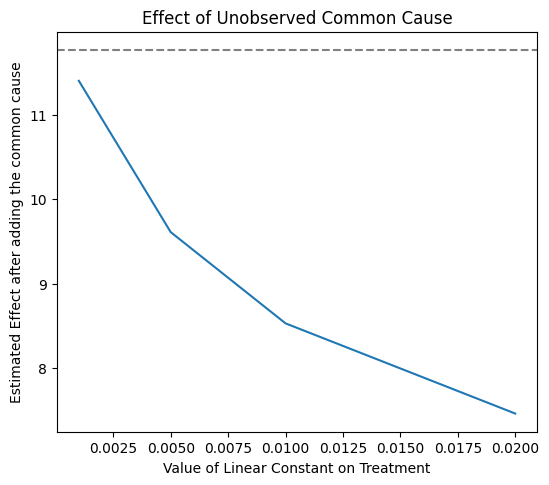 Effect of Unobserved Common Cause
Estimated Effect after adding the common cause
11
10
9
8
0.0025 0.0050 0.0075 0.0100 0.0125 0.0150 0.0175 0.0200
Value of Linear Constant on Treatment